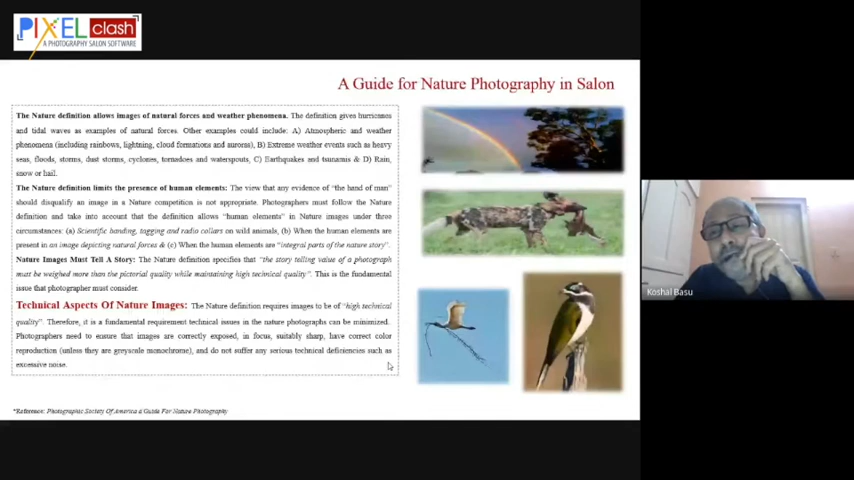 PIXEL clash
A PHOTOGRAPHY SALON SOFTWARE
A Guide for Nature Photography in Salon
The Nature definition allows images of natural forces and weather phenomena. The definition gives hurricanes
and tidal waves as examples of natural forces. Other examples could include: A) Atmospheric and weather
phenomena (including rainbows, lightning, cloud formations and auroras), B) Extreme weather events such as heavy
seas, floods, storms, dust storms, cyclones, tornadoes and waterspouts, C) Earthquakes and tsunamis & D) Rain,
snow or hail.
The Nature definition limits the presence of human elements: The view that any evidence of "the hand of man"
should disqualify an image in a Nature competition is not appropriate. Photographers must follow the Nature
definition and take into account that the definition allows "human elements" in Nature images under three
circumstances: (a) Scientific banding, tagging and radio collars on wild animals, (b) When the human elements are
present in an image depicting natural forces & (c) When the human elements are "integral parts of the nature story".
Nature Images Must Tell A Story: The Nature definition specifies that "the story telling value of a photograph
must be weighed more than the pictorial quality while maintaining high technical quality". This is the fundamental
issue that photographer must consider.
Technical Aspects Of Nature Images: The Nature definition requires images to be of "high technical
quality". Therefore, it is a fundamental requirement technical issues in the nature photographs can be minimized.
Photographers need to ensure that images are correctly exposed, in focus, suitably sharp, have correct color
reproduction (unless they are greyscale monochrome), and do not suffer any serious technical deficiencies such as
excessive noise.
*Reference: Photographic Society Of America a Guide For Nature Photography
Koshal Basu